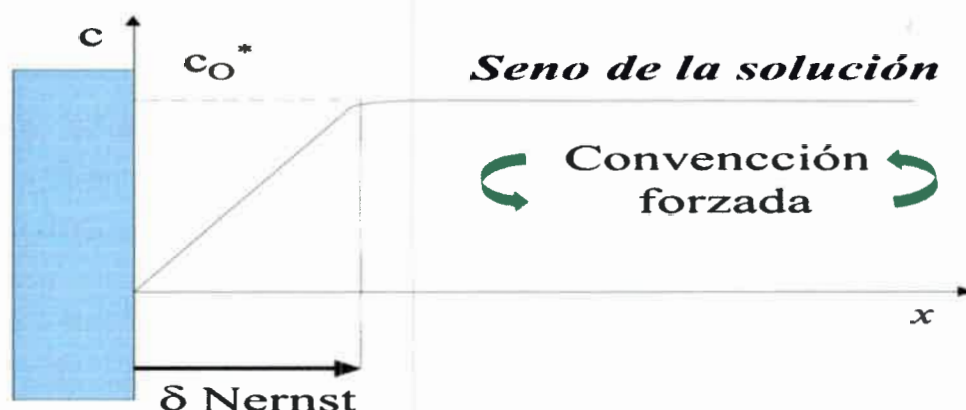 c
c_O*
Seno de la solución
Convencción
forzada
x
δ Nernst